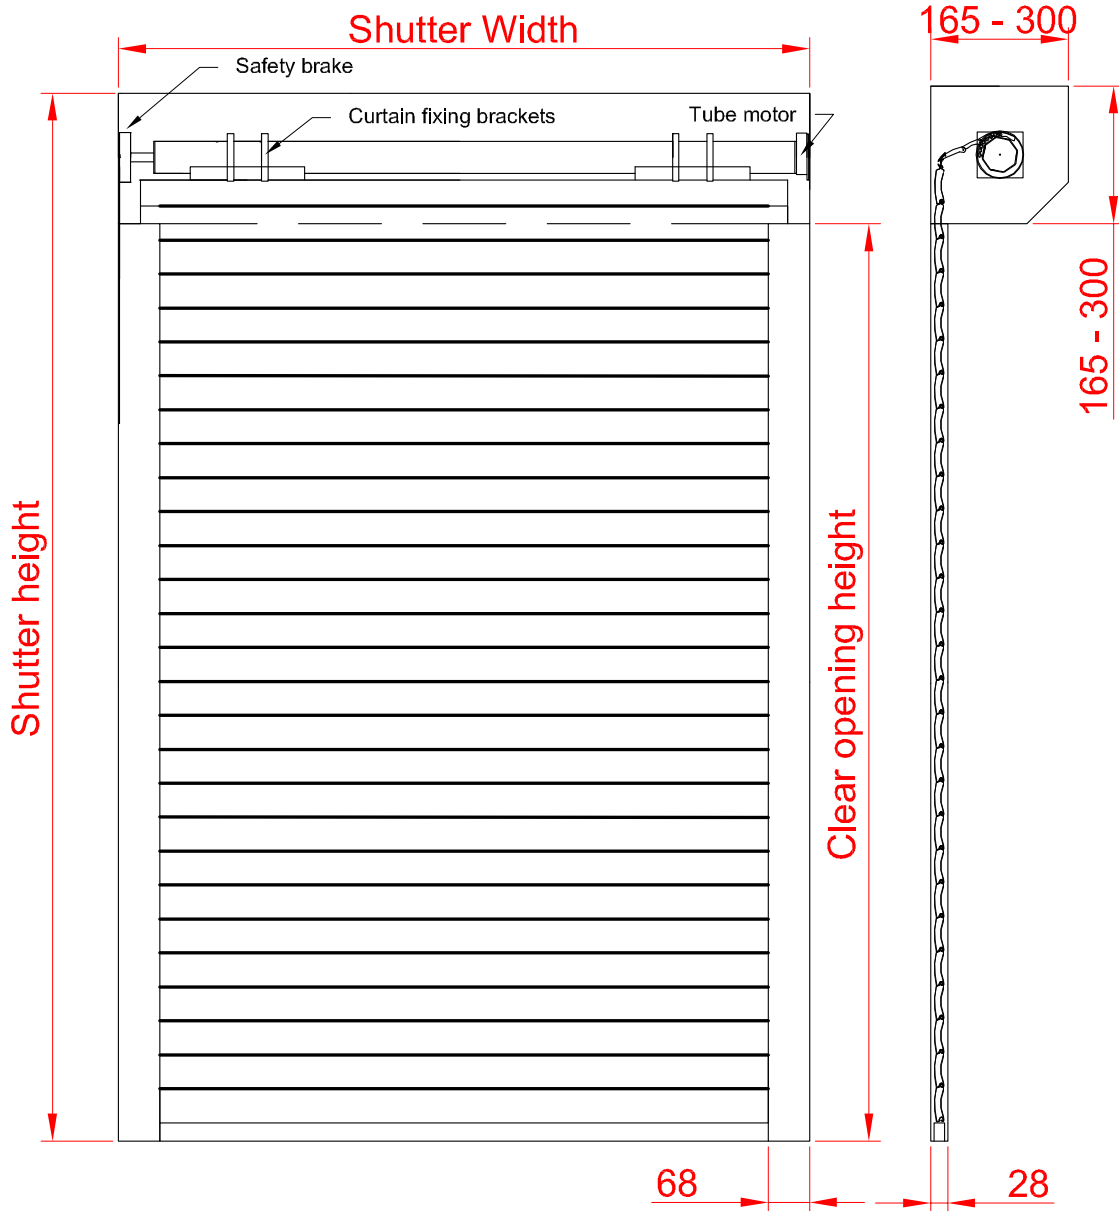 Shutter Width
165 - 300
Safety brake
Curtain fixing brackets
Tube motor
165 - 300
Shutter height
Clear opening height
68
28